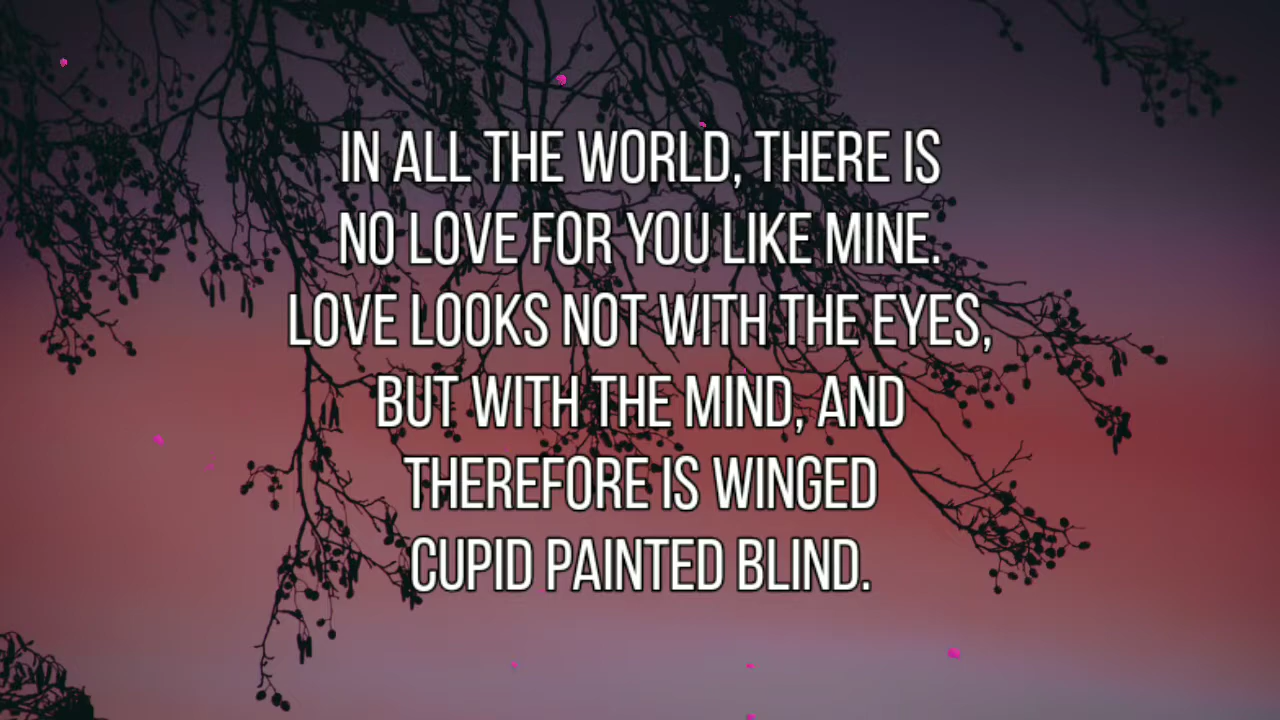 IN ALL THE WORLD, THERE IS
NO LOVE FOR YOU LIKE MINE.
LOVE LOOKS NOT WITH THE EYES,
BUT WITH THE MIND, AND
THEREFORE IS WINGED
CUPID PAINTED BLIND.